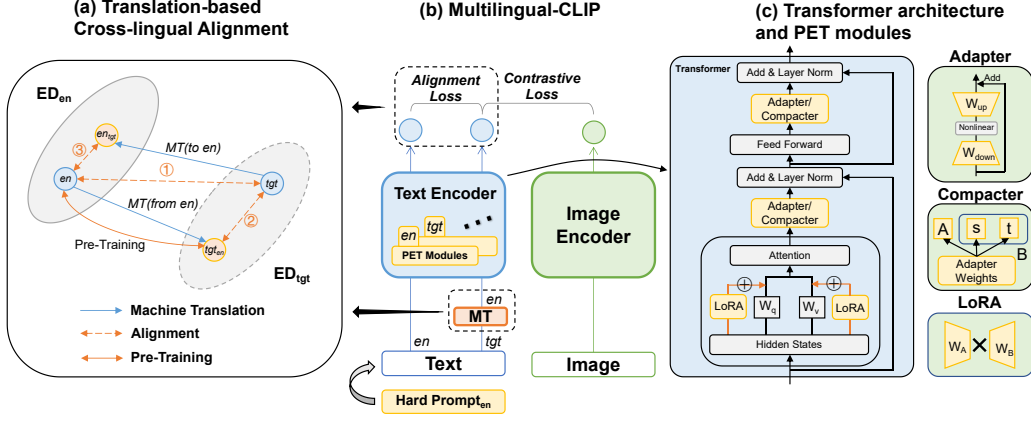 (a) Translation-based
Cross-lingual Alignment
ED_en
en_tgt
③
MT(to en)
①
en
tgt
MT(from en)
②
Pre-Training
tgt_en
ED_tgt
Machine Translation
Alignment
Pre-Training
(b) Multilingual-CLIP
Alignment
Loss
Contrastive
Loss
Text Encoder
tgt
en
PET Modules
Image
Encoder
en
MT
en
tgt
Text
Image
Hard Prompt_en
(c) Transformer architecture
and PET modules
Transformer
Add & Layer Norm
Adapter/
Compacter
Feed Forward
Add & Layer Norm
Adapter/
Compacter
Attention
LoRA
W_q
W_v
LoRA
Hidden States
Adapter
Add
W_up
Nonlinear
W_down
Compacter
A
s
t
B
Adapter
Weights
LoRA
W_A
×
W_B